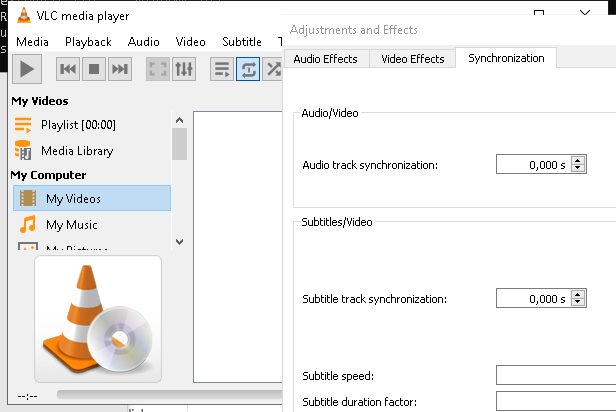 VLC media player
Media Playback Audio Video Subtitle T
My Videos
Playlist [00:00]
Media Library
My Computer
My Videos
My Music
My Pictures
--:--
Adjustments and Effects
Audio Effects Video Effects Synchronization
Audio/Video
Audio track synchronization: 0,000 s
Subtitles/Video
Subtitle track synchronization: 0,000 s
Subtitle speed:
Subtitle duration factor: